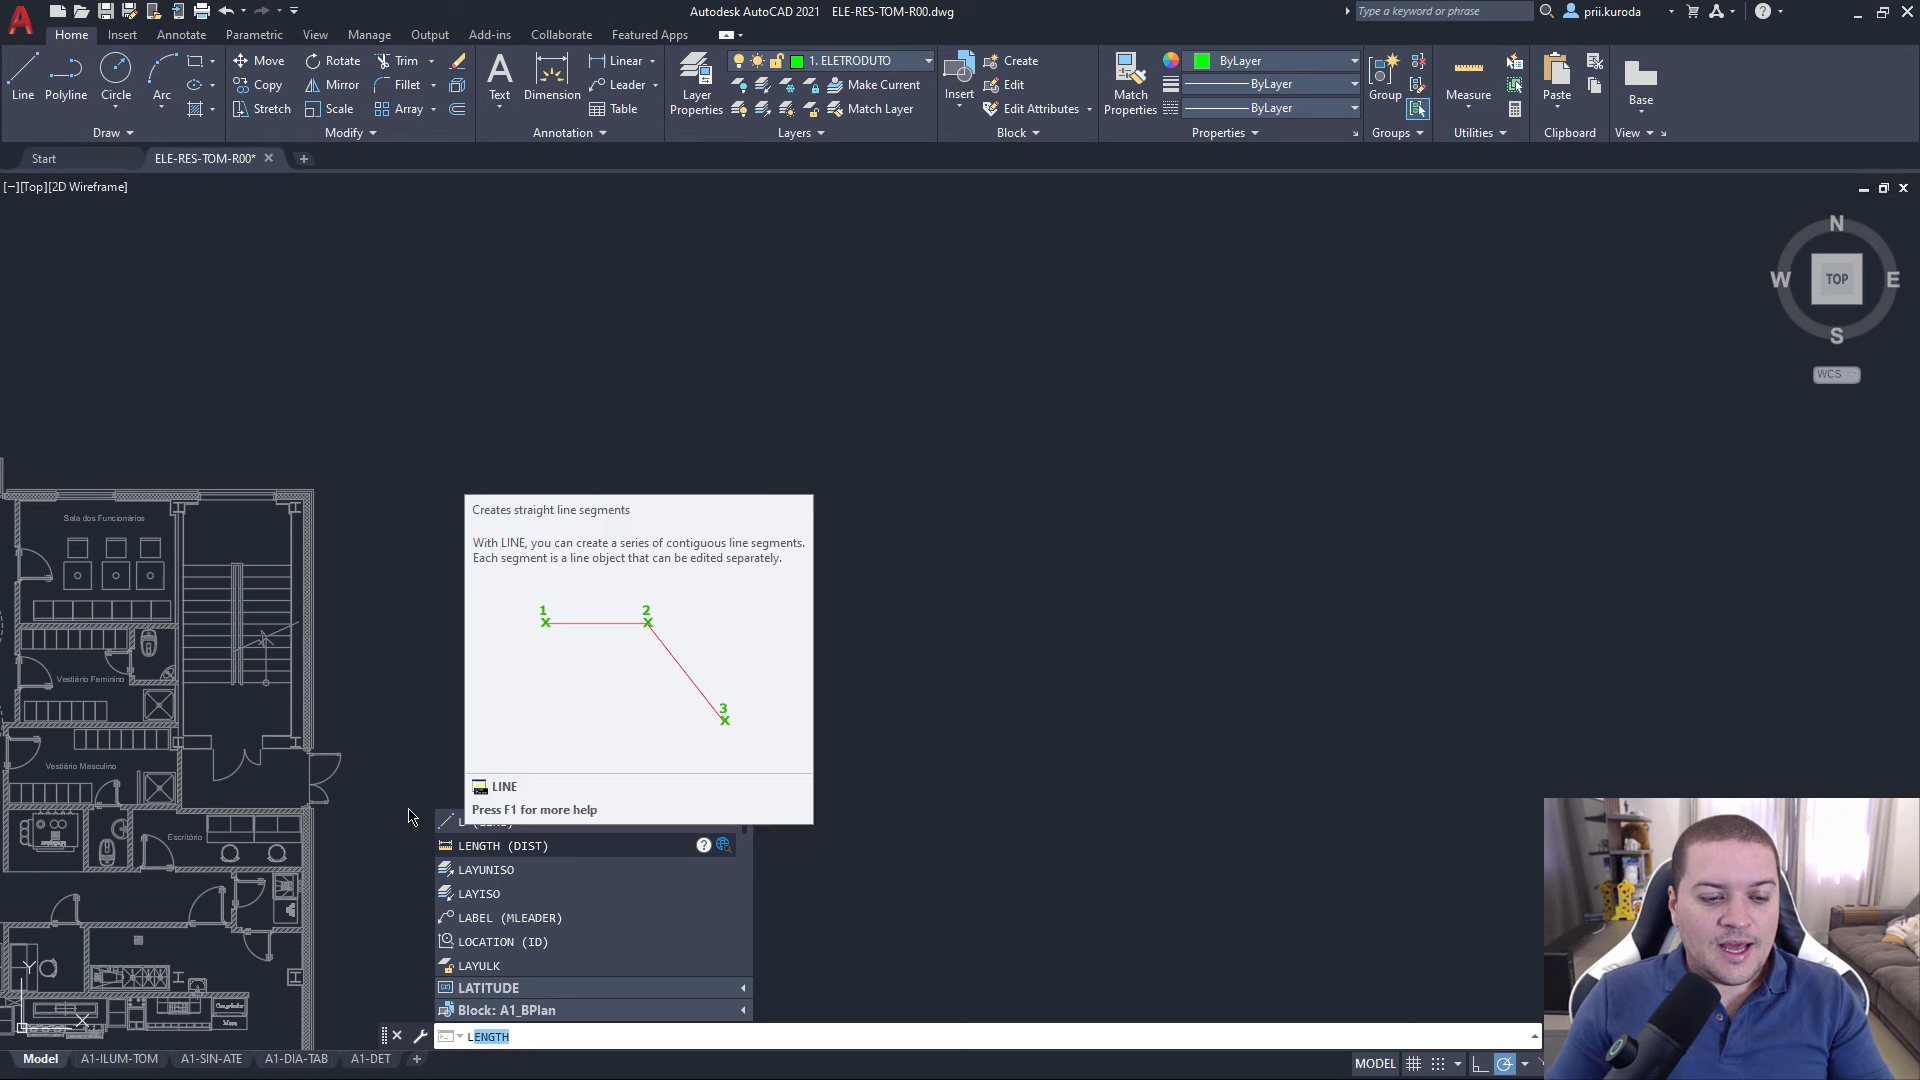 Autodesk AutoCAD 2021 ELE-RES-TOM-R00.dwg
Type a keyword or phrase
prii.kuroda
Home Insert Annotate Parametric View Manage Output Add-ins Collaborate Featured Apps
Line Polyline Circle Arc
Move Rotate Trim
Copy Mirror Fillet
Stretch Scale Array
Text Dimension
Linear
Leader
Table
Layer Properties
1. ELETRODUTO
Make Current
Match Layer
Insert
Create
Edit
Edit Attributes
Match Properties
ByLayer
ByLayer
ByLayer
Group
Measure
Paste
Base
Draw Modify Annotation Layers Block Properties Groups Utilities Clipboard View
Start ELE-RES-TOM-R00*
[−][Top][2D Wireframe]
N
W TOP E
S
WCS
Sala dos Funcionários
Vestiário Feminino
Vestiário Masculino
Escritório
Creates straight line segments
With LINE, you can create a series of contiguous line segments.
Each segment is a line object that can be edited separately.
1 2
3
LINE
Press F1 for more help
LENGTH (DIST)
LAYUNISO
LAYISO
LABEL (MLEADER)
LOCATION (ID)
LAYULK
LATITUDE
Block: A1_BPlan
Y
X
LENGTH
Model A1-ILUM-TOM A1-SIN-ATE A1-DIA-TAB A1-DET
MODEL